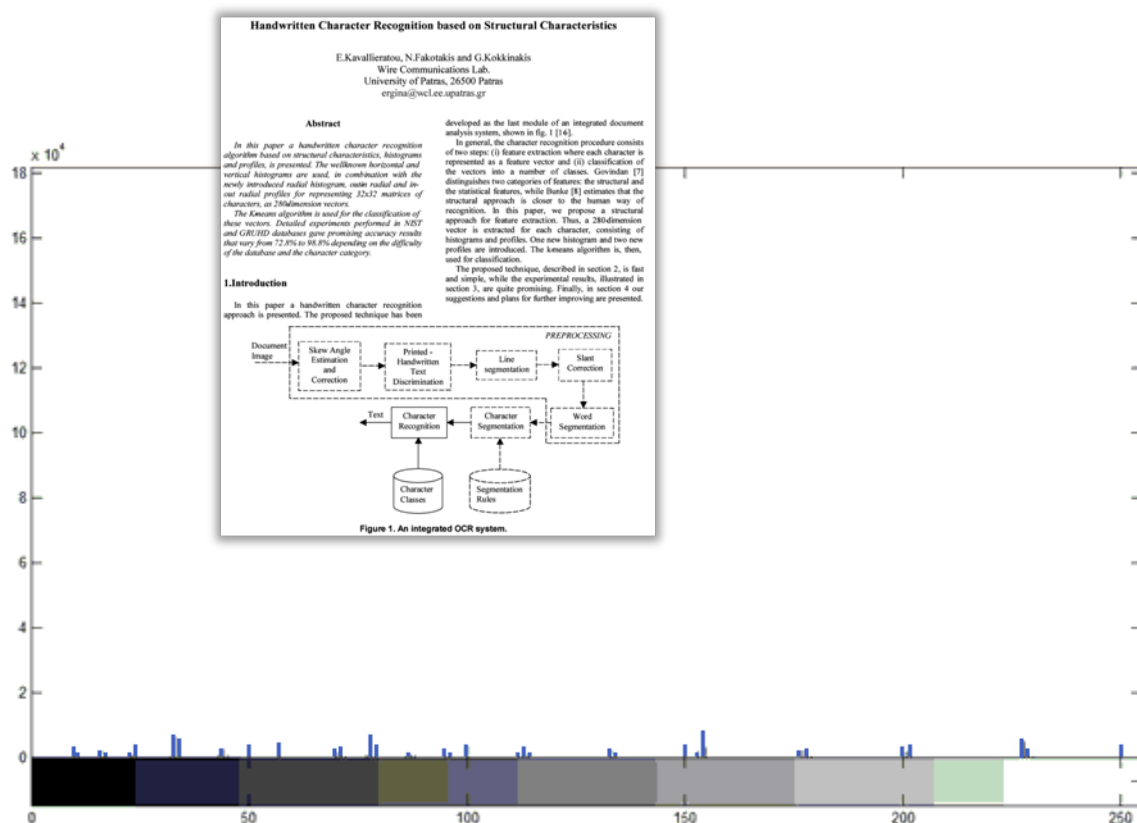 Handwritten Character Recognition based on Structural Characteristics
E.Kavallieratou, N.Fakotakis and G.Kokkinakis
Wire Communications Lab.
University of Patras, 26500 Patras
ergina@wcl.ee.upatras.gr
Abstract
In this paper a handwritten character recognition
algorithm based on structural characteristics, histograms
and profiles, is presented. The wellknown horizontal and
vertical histograms are used, in combination with the
newly introduced radial histogram, outin radial and in-
out radial profiles for representing 32x32 matrices of
characters, as 280dimension vectors.
The Kmeans algorithm is used for the classification of
these vectors. Detailed experiments performed in NIST
and GRUHD databases gave promising accuracy results
that vary from 72.8% to 98.8% depending on the difficulty
of the database and the character category.
1.Introduction
In this paper a handwritten character recognition
approach is presented. The proposed technique has been
developed as the last module of an integrated document
analysis system, shown in fig. 1 [16].
In general, the character recognition procedure consists
of two steps: (i) feature extraction where each character is
represented as a feature vector and (ii) classification of
the vectors into a number of classes. Govindan [7]
distinguishes two categories of features: the structural and
the statistical features, while Bunke [8] estimates that the
structural approach is closer to the human way of
recognition. In this paper, we propose a structural
approach for feature extraction. Thus, a 280-dimension
vector is extracted for each character, consisting of
histograms and profiles. One new histogram and two new
profiles are introduced. The kmeans algorithm is, then,
used for classification.
The proposed technique, described in section 2, is fast
and simple, while the experimental results, illustrated in
section 3, are quite promising. Finally, in section 4 our
suggestions and plans for further improving are presented.
PREPROCESSING
Document
Image
Skew Angle
Estimation
and
Correction
Printed -
Handwritten
Text
Discrimination
Line
segmentation
Slant
Correction
Text
Character
Recognition
Character
Segmentation
Word
Segmentation
Character
Classes
Segmentation
Rules
Figure 1. An integrated OCR system.
x 10⁴
18
16
14
12
10
8
6
4
2
0
0 50 100 150 200 250